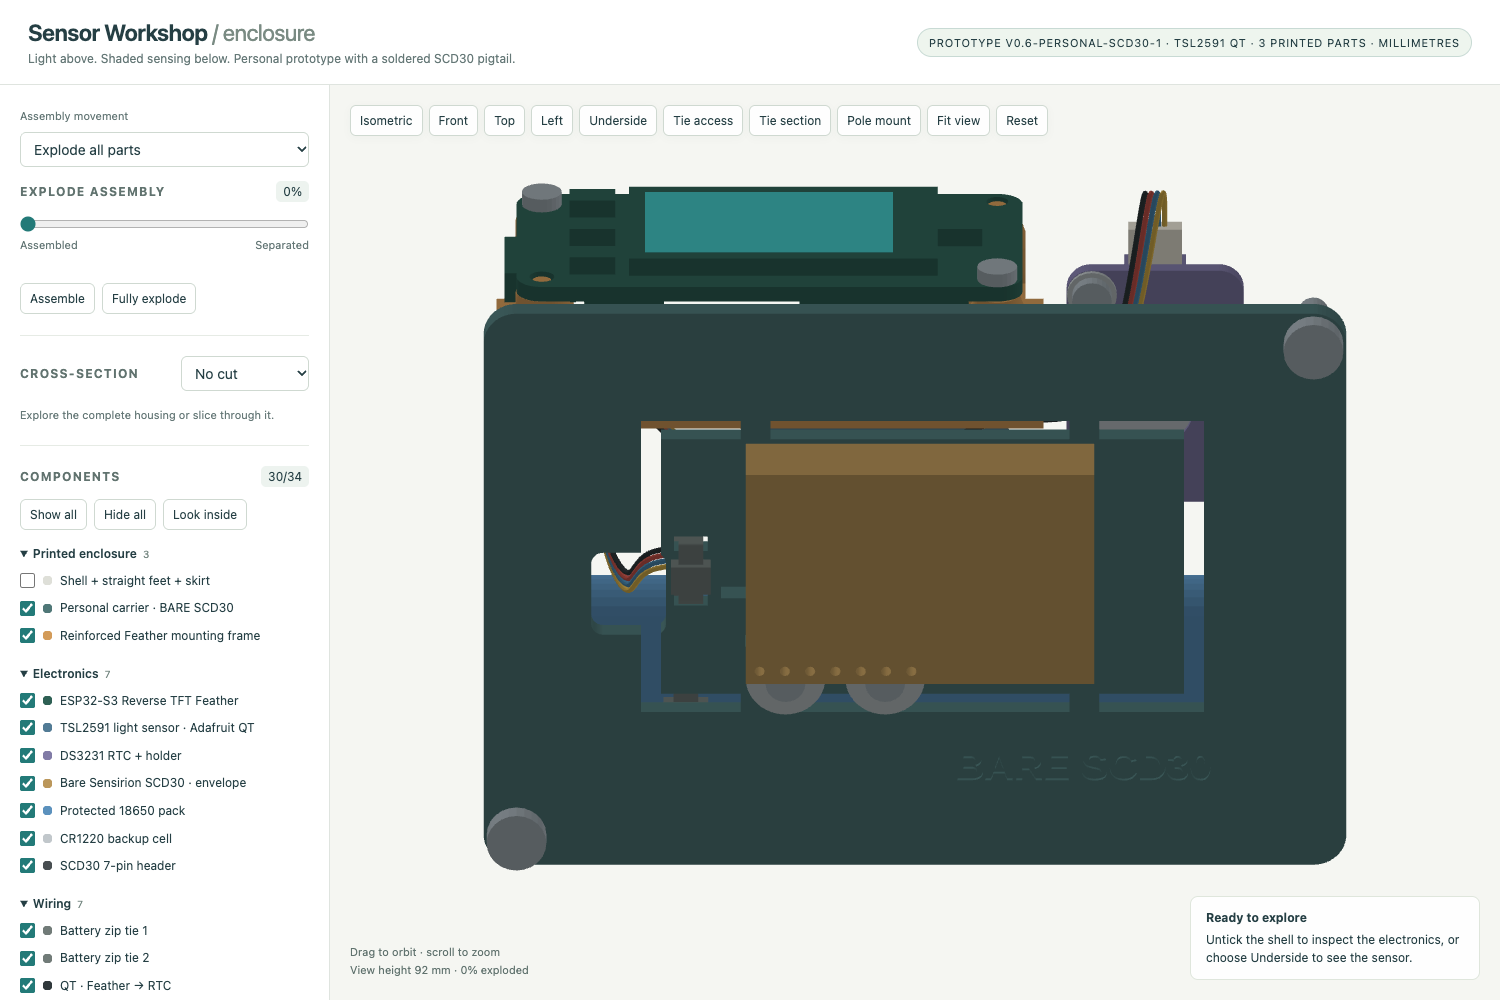 Sensor Workshop / enclosure
Light above. Shaded sensing below. Personal prototype with a soldered SCD30 pigtail.
PROTOTYPE V0.6-PERSONAL-SCD30-1 · TSL2591 QT · 3 PRINTED PARTS · MILLIMETRES
Assembly movement
Explode all parts
EXPLODE ASSEMBLY 0%
Assembled Separated
Assemble Fully explode
CROSS-SECTION No cut
Explore the complete housing or slice through it.
COMPONENTS 30/34
Show all Hide all Look inside
Printed enclosure 3
Shell + straight feet + skirt
Personal carrier · BARE SCD30
Reinforced Feather mounting frame
Electronics 7
ESP32-S3 Reverse TFT Feather
TSL2591 light sensor · Adafruit QT
DS3231 RTC + holder
Bare Sensirion SCD30 · envelope
Protected 18650 pack
CR1220 backup cell
SCD30 7-pin header
Wiring 7
Battery zip tie 1
Battery zip tie 2
QT · Feather → RTC
Isometric Front Top Left Underside Tie access Tie section Pole mount Fit view Reset
BARE SCD30
Drag to orbit · scroll to zoom
View height 92 mm · 0% exploded
Ready to explore
Untick the shell to inspect the electronics, or
choose Underside to see the sensor.